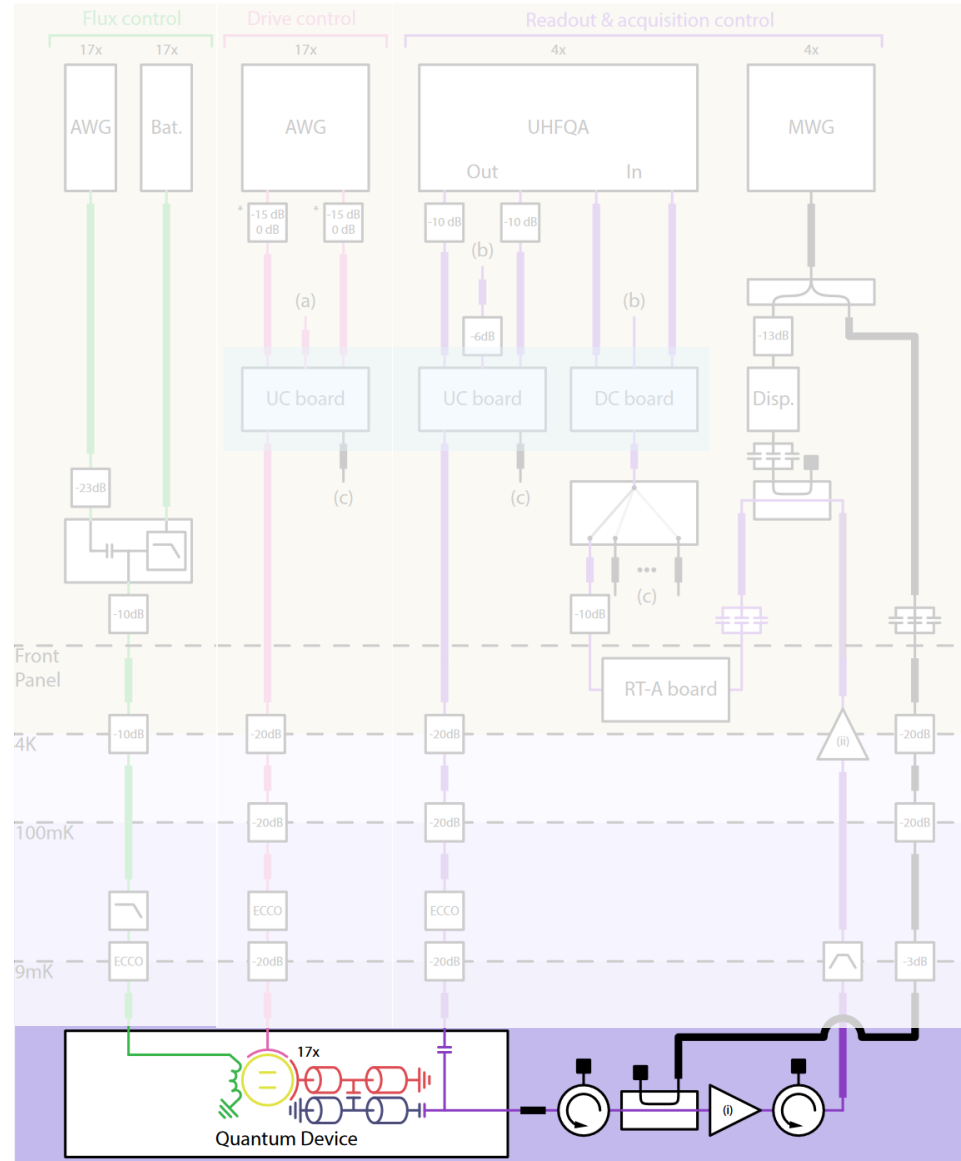 Flux control
Drive control
Readout & acquisition control
17x
17x
17x
4x
4x
AWG
Bat.
AWG
UHFQA
Out
In
MWG
*
-15 dB
0 dB
*
-15 dB
0 dB
-10 dB
-10 dB
(b)
(a)
(b)
-6dB
-13dB
UC board
UC board
DC board
Disp.
-23dB
(c)
(c)
•••
(c)
-10dB
-10dB
Front
Panel
RT-A board
-10dB
-20dB
-20dB
(ii)
-20dB
4K
-20dB
-20dB
-20dB
100mK
ECCO
ECCO
ECCO
-20dB
-20dB
-3dB
9mK
17x
(i)
Quantum Device